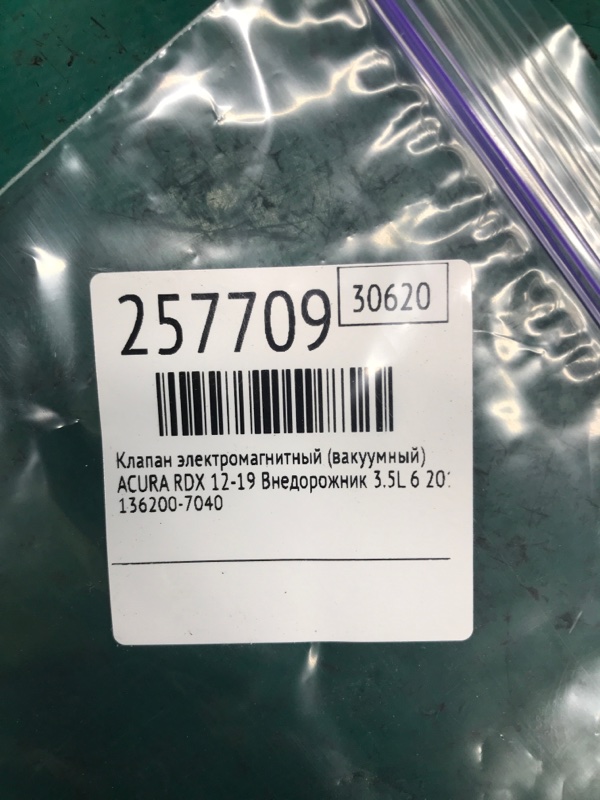 257709
30620
Клапан электромагнитный (вакуумный)
ACURA RDX 12-19 Внедорожник 3.5L 6
136200-7040